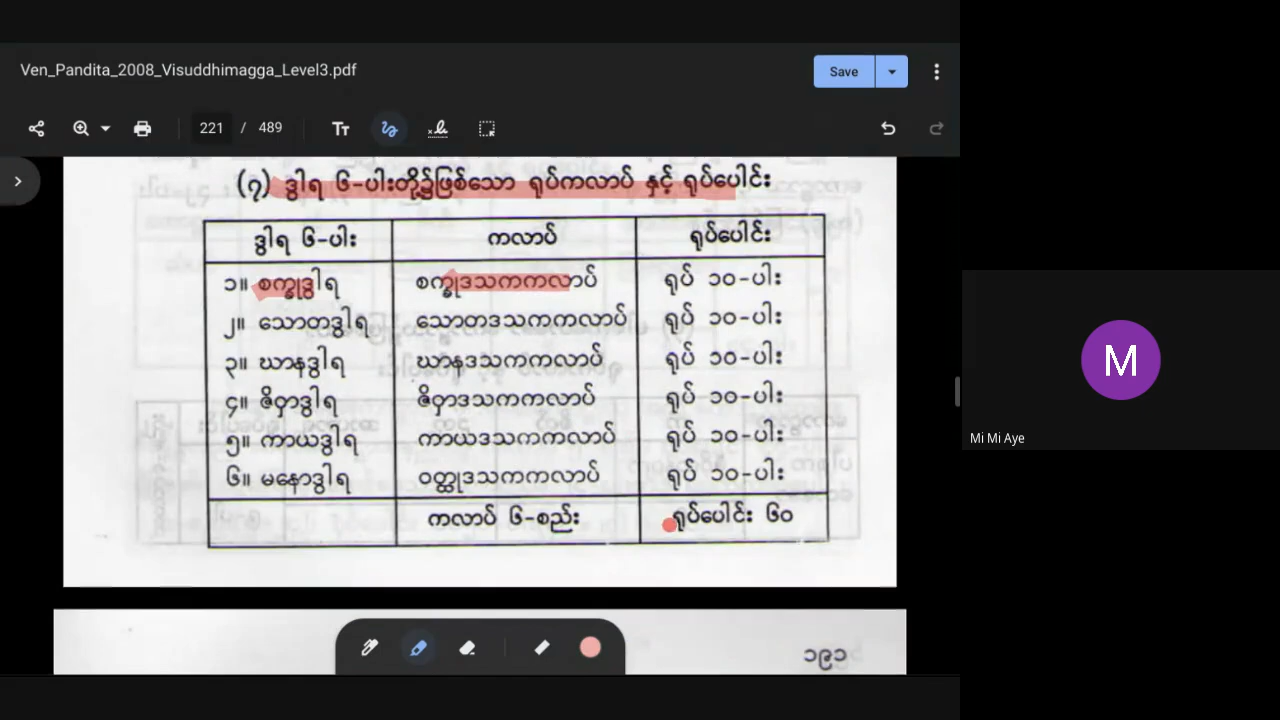 Ven_Pandita_2008_Visuddhimagga_Level3.pdf
Save
221 / 489
(၇) ဒွါရ ၆-ပါးတို့၌ဖြစ်သော ရုပ်ကလာပ် နှင့် ရုပ်ပေါင်း
ဒွါရ ၆-ပါး ကလာပ် ရုပ်ပေါင်း
၁။ စက္ခုဒွါရ စက္ခုဒသကကလာပ် ရုပ် ၁၀-ပါး
၂။ သောတဒွါရ သောတဒသကကလာပ် ရုပ် ၁၀-ပါး
၃။ ဃာနဒွါရ ဃာနဒသကကလာပ် ရုပ် ၁၀-ပါး
၄။ ဇိဝှာဒွါရ ဇိဝှာဒသကကလာပ် ရုပ် ၁၀-ပါး
၅။ ကာယဒွါရ ကာယဒသကကလာပ် ရုပ် ၁၀-ပါး
၆။ မနောဒွါရ ဝတ္ထုဒသကကလာပ် ရုပ် ၁၀-ပါး
ကလာပ် ၆-စည်း ရုပ်ပေါင်း ၆၀
၁၉၁
M
Mi Mi Aye